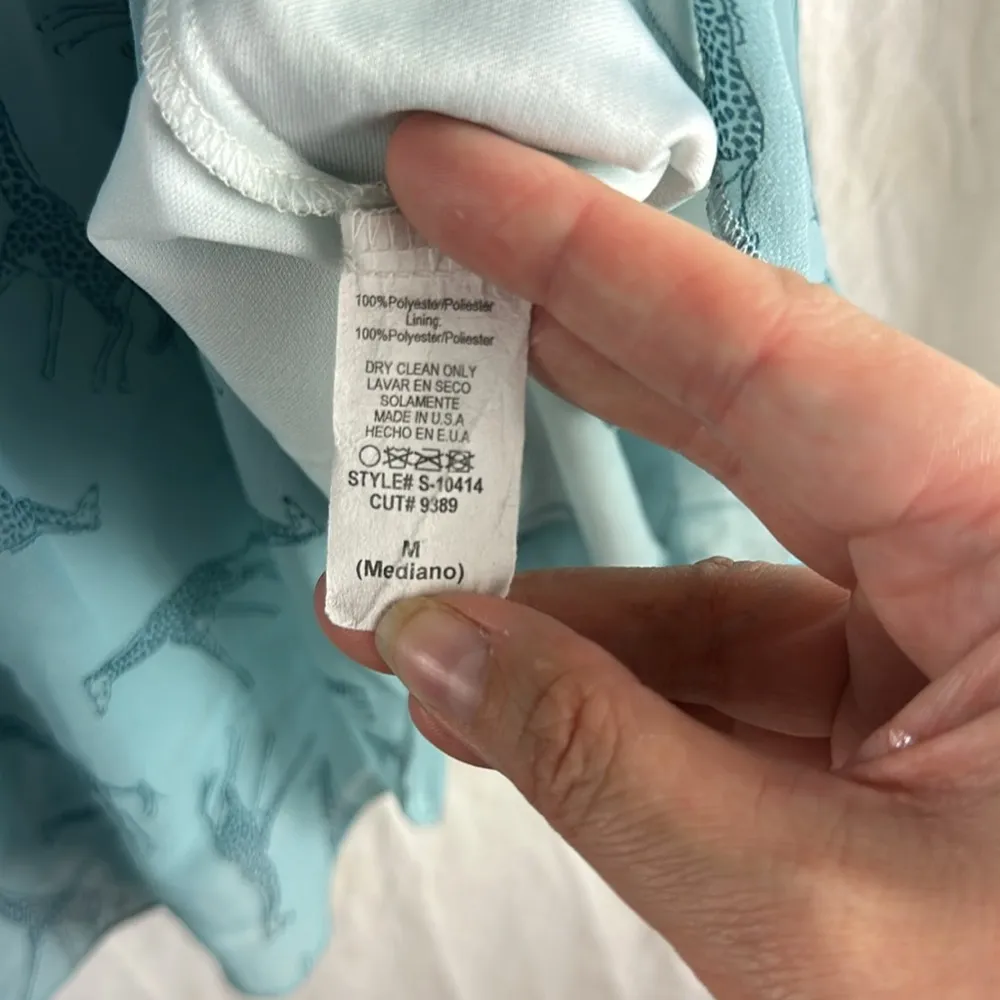 100%Polyester/Poliester
Lining:
100%Polyester/Poliester
DRY CLEAN ONLY
LAVAR EN SECO
SOLAMENTE
MADE IN U.S.A
HECHO EN E.U.A
STYLE# S-10414
CUT# 9389
M
(Mediano)